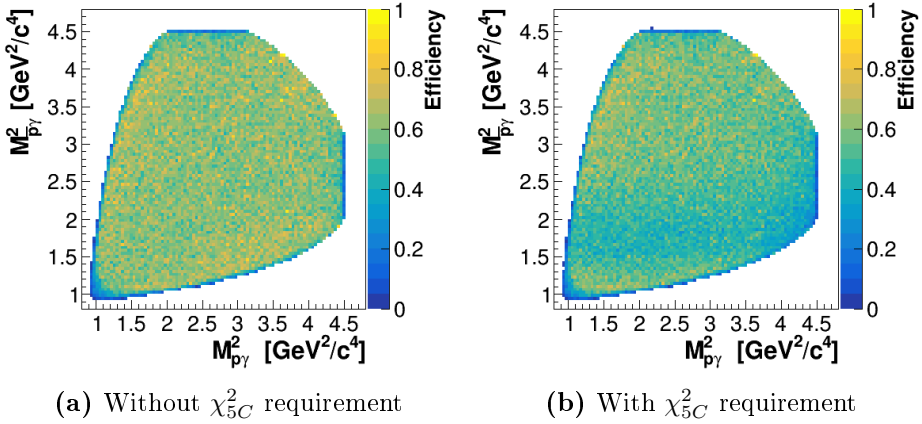 M²p̄γ [GeV²/c⁴]
4.5
4
3.5
3
2.5
2
1.5
1
1 1.5 2 2.5 3 3.5 4 4.5
M²pγ [GeV²/c⁴]
1
0.8
0.6
0.4
0.2
0
Efficiency
M²p̄γ [GeV²/c⁴]
4.5
4
3.5
3
2.5
2
1.5
1
1 1.5 2 2.5 3 3.5 4 4.5
M²pγ [GeV²/c⁴]
1
0.8
0.6
0.4
0.2
0
Efficiency
(a) Without χ²5C requirement
(b) With χ²5C requirement